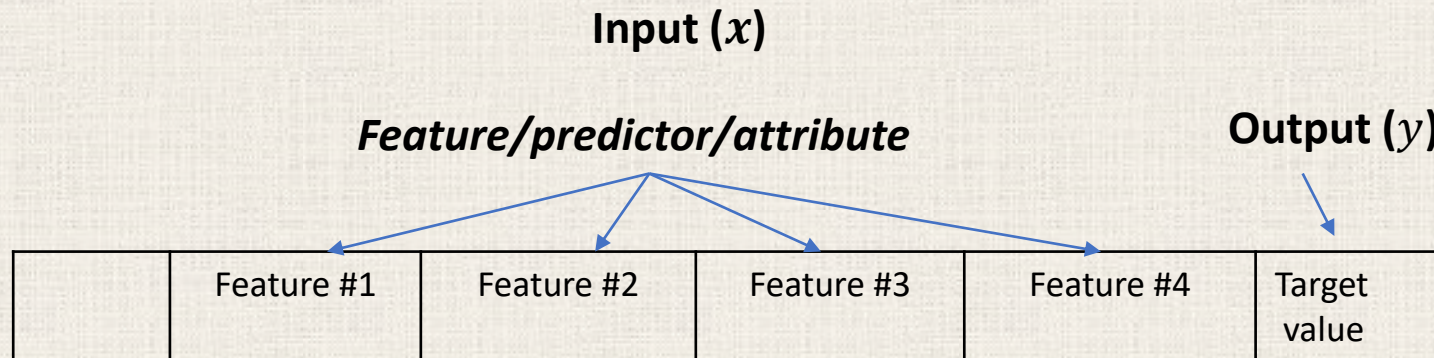 Input (x)
Feature/predictor/attribute
Output (y)
Feature #1
Feature #2
Feature #3
Feature #4
Target
value